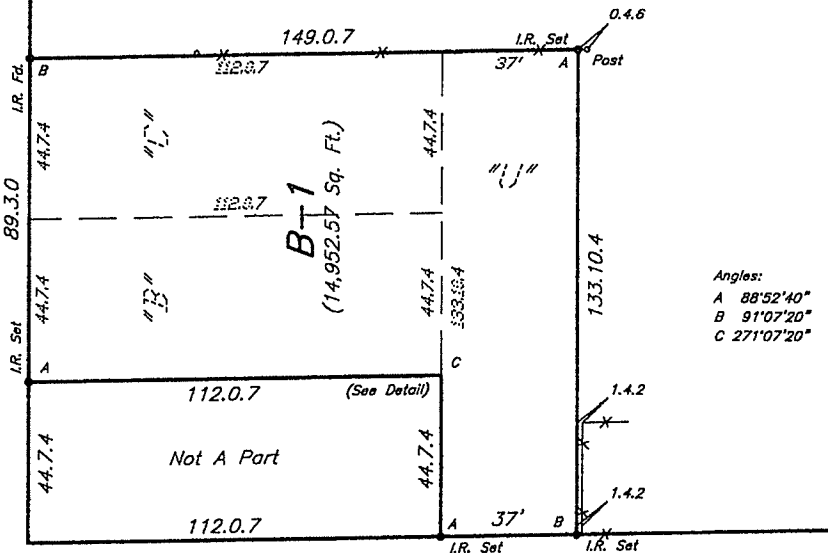 0.4.6
149.0.7
I.R. Set
I.R. Fd.
B
112.0.7
37'
A
Post
44.7.4
"C"
44.7.4
"U"
89.3.0
112.0.7
B-1
(14,952.57 Sq. Ft.)
133.10.4
Angles:
A 88°52'40"
B 91°07'20"
C 271°07'20"
44.7.4
"B"
44.7.4
133.10.4
I.R. Set
A
C
112.0.7
(See Detail)
1.4.2
44.7.4
Not A Part
44.7.4
1.4.2
112.0.7
A
37'
B
I.R. Set
I.R. Set